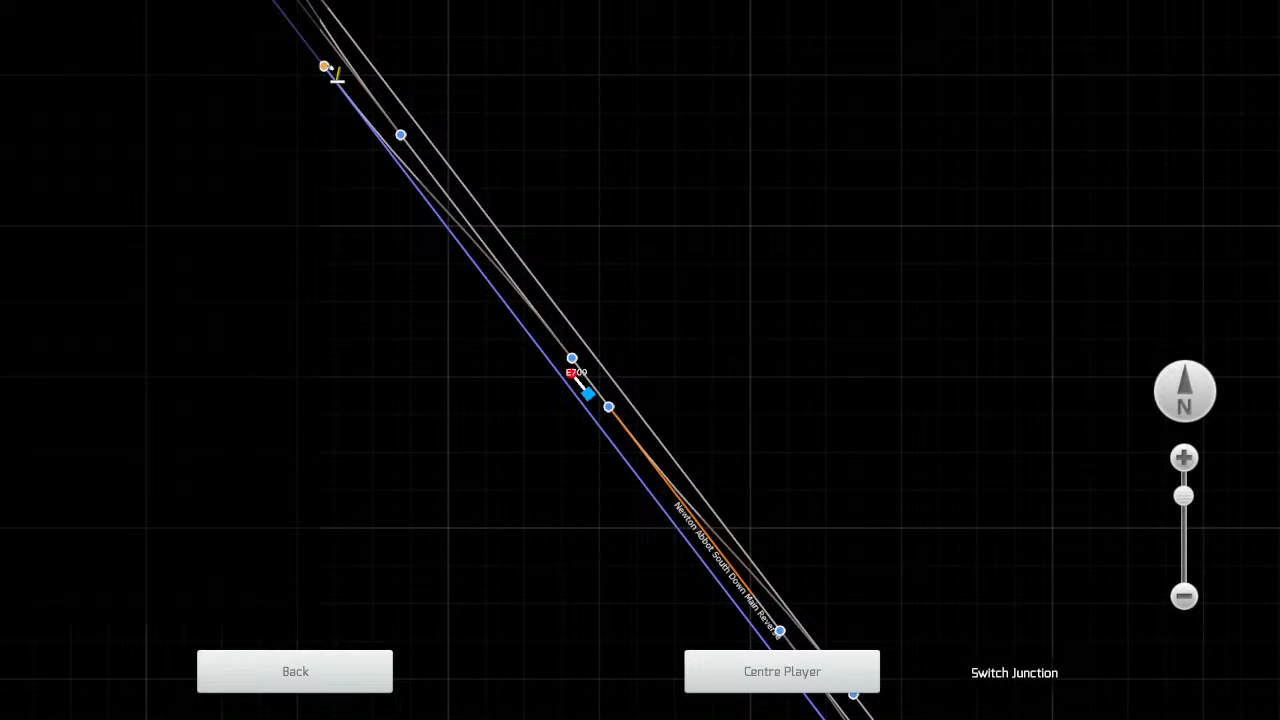 E709
Newton Abbot South Down Main Reverse
N
Back
Centre Player
Switch Junction